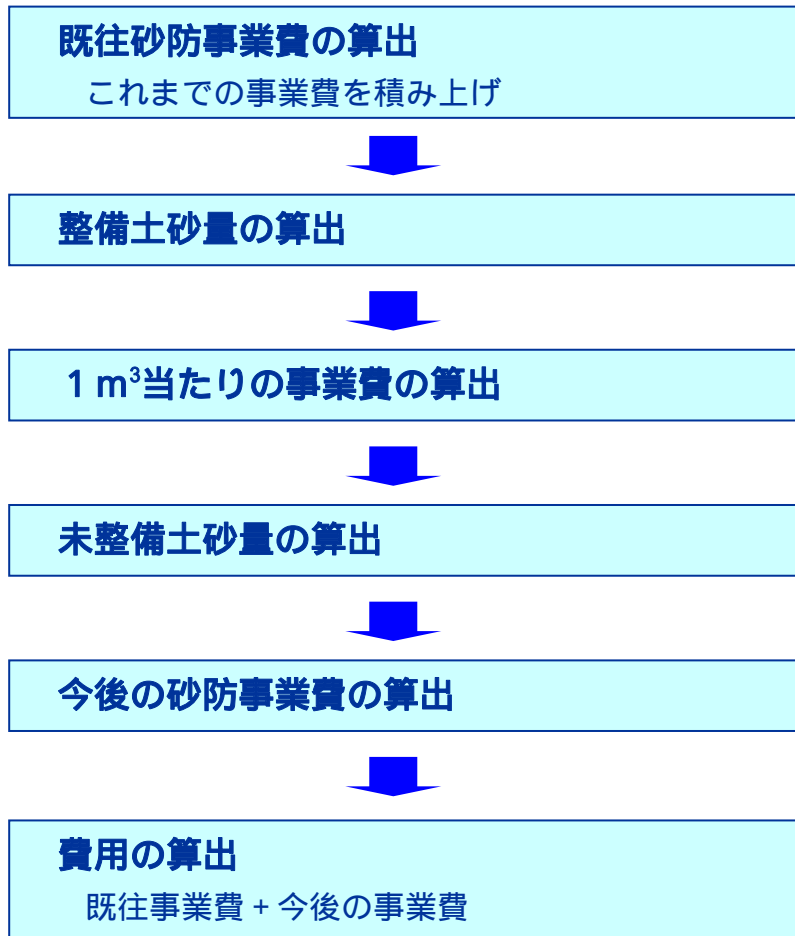 既往砂防事業費の算出
これまでの事業費を積み上げ
整備土砂量の算出
1 m³当たりの事業費の算出
未整備土砂量の算出
今後の砂防事業費の算出
費用の算出
既往事業費 + 今後の事業費